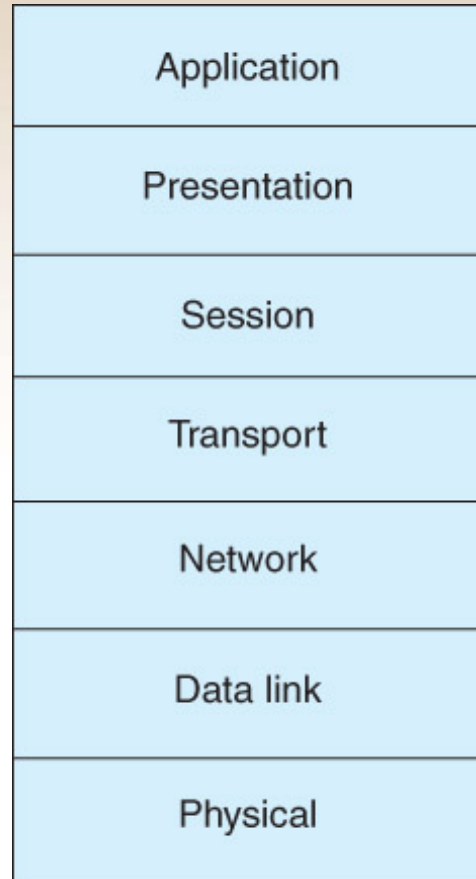 Application
Presentation
Session
Transport
Network
Data link
Physical